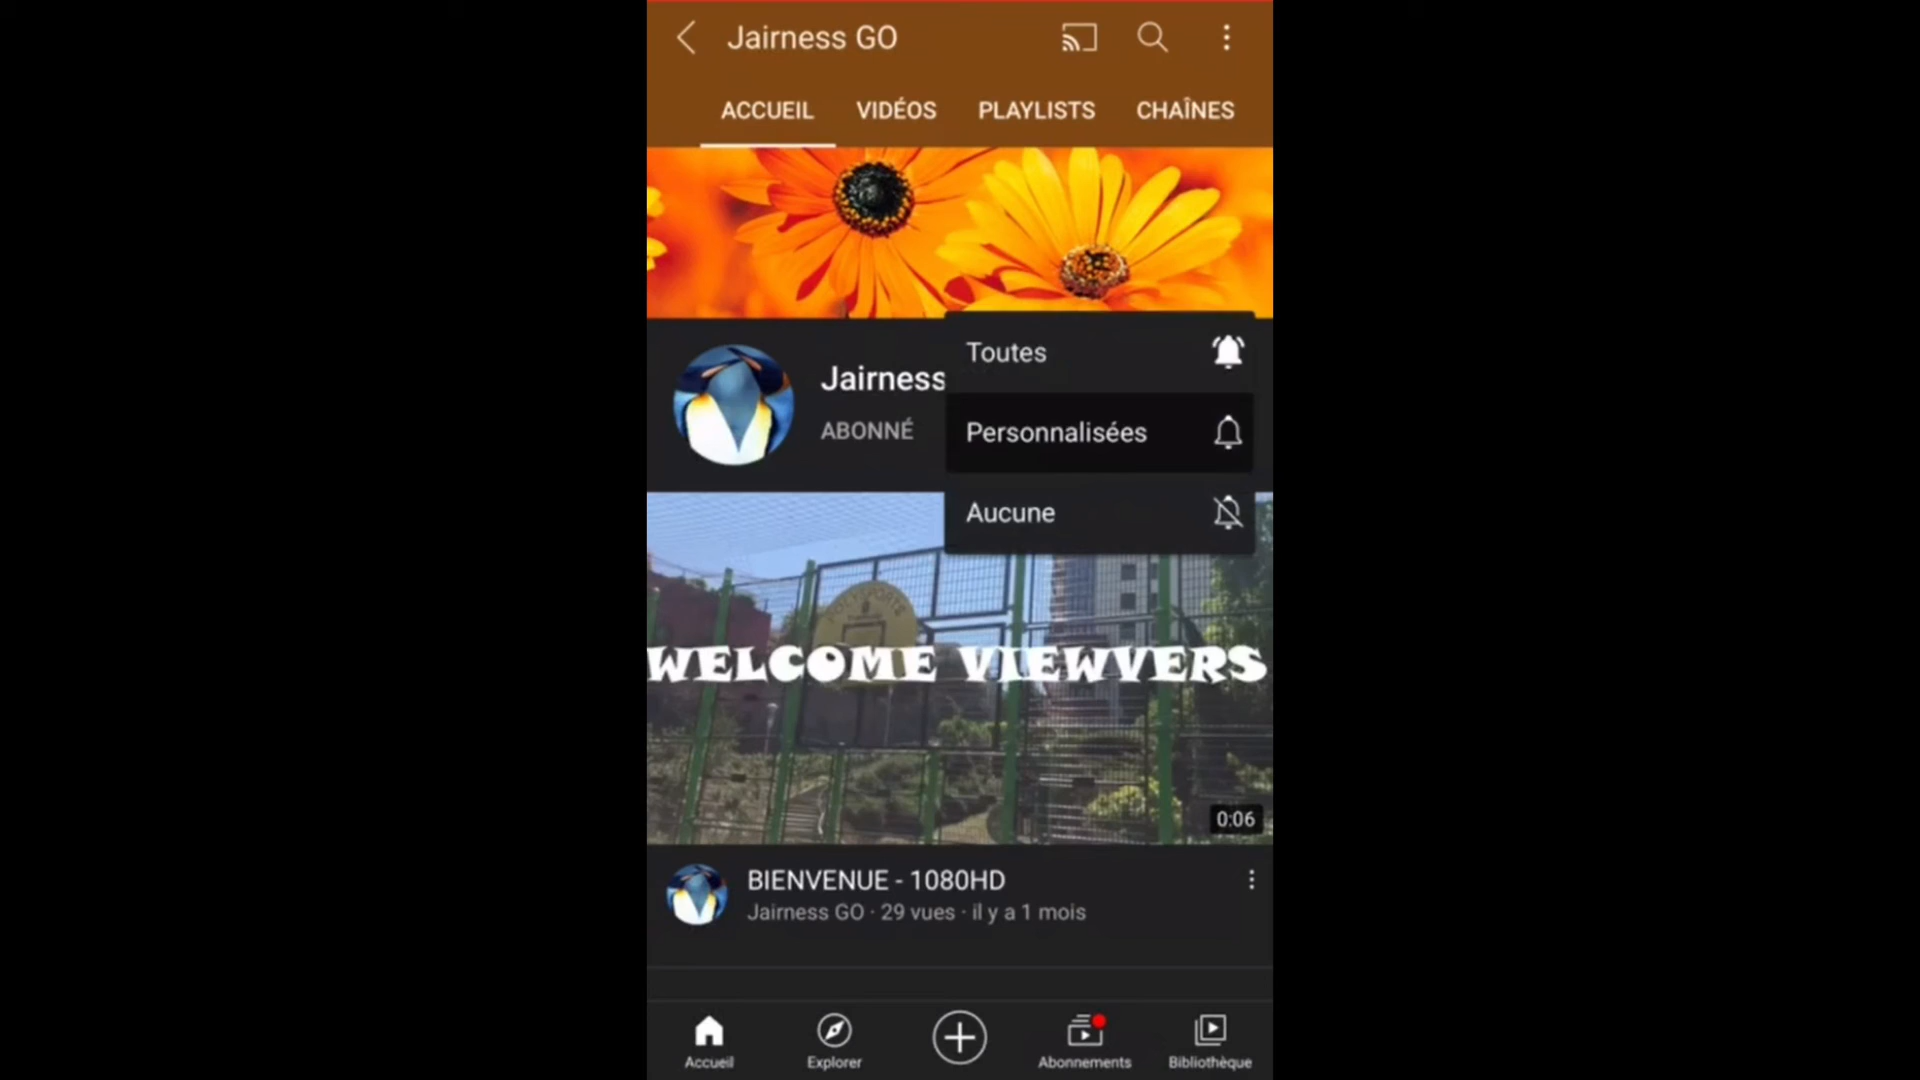 Jairness GO
ACCUEIL VIDÉOS PLAYLISTS CHAÎNES
Toutes
Jairness
ABONNÉ
Personnalisées
Aucune
POLYSPORTS
WELCOME VIEWVERS
0:06
BIENVENUE - 1080HD
Jairness GO · 29 vues · il y a 1 mois
Accueil Explorer Abonnements Bibliothèque